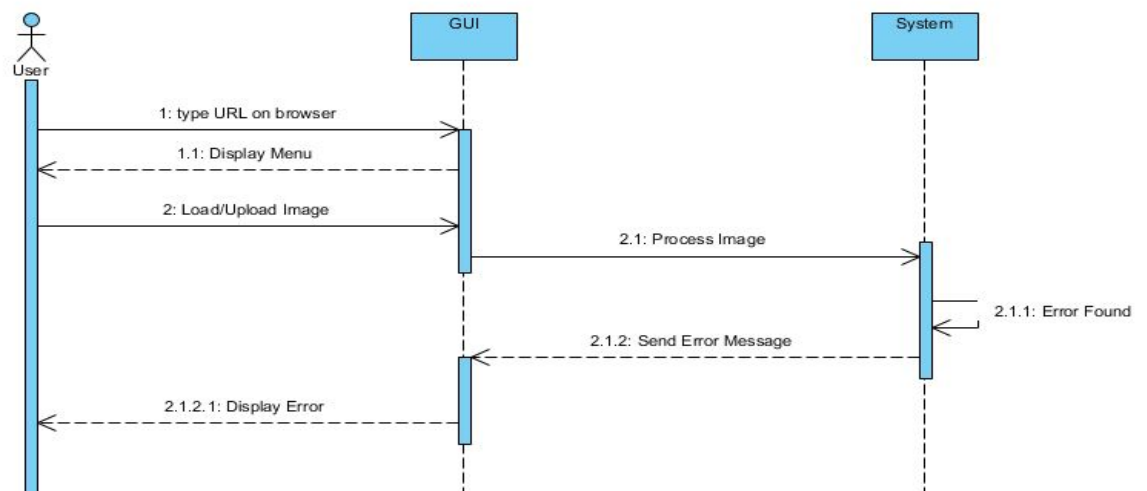 GUI
System
User
1: type URL on browser
1.1: Display Menu
2: Load/Upload Image
2.1: Process Image
2.1.1: Error Found
2.1.2: Send Error Message
2.1.2.1: Display Error